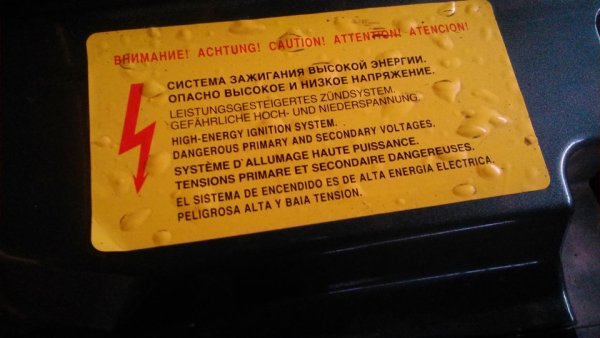 ВНИМАНИЕ! ACHTUNG! CAUTION! ATTENTION! ATENCION!
СИСТЕМА ЗАЖИГАНИЯ ВЫСОКОЙ ЭНЕРГИИ.
ОПАСНО ВЫСОКОЕ И НИЗКОЕ НАПРЯЖЕНИЕ.
LEISTUNGSGESTEIGERTES ZÜNDSYSTEM.
GEFÄHRLICHE HOCH- UND NIEDERSPANNUNG.
HIGH-ENERGY IGNITION SYSTEM.
DANGEROUS PRIMARY AND SECONDARY VOLTAGES.
SYSTÈME D'ALLUMAGE HAUTE PUISSANCE.
TENSIONS PRIMARE ET SECONDAIRE DANGEREUSES.
EL SISTEMA DE ENCENDIDO ES DE ALTA ENERGIA ELECTRICA.
PELIGROSA ALTA Y BAIA TENSION.